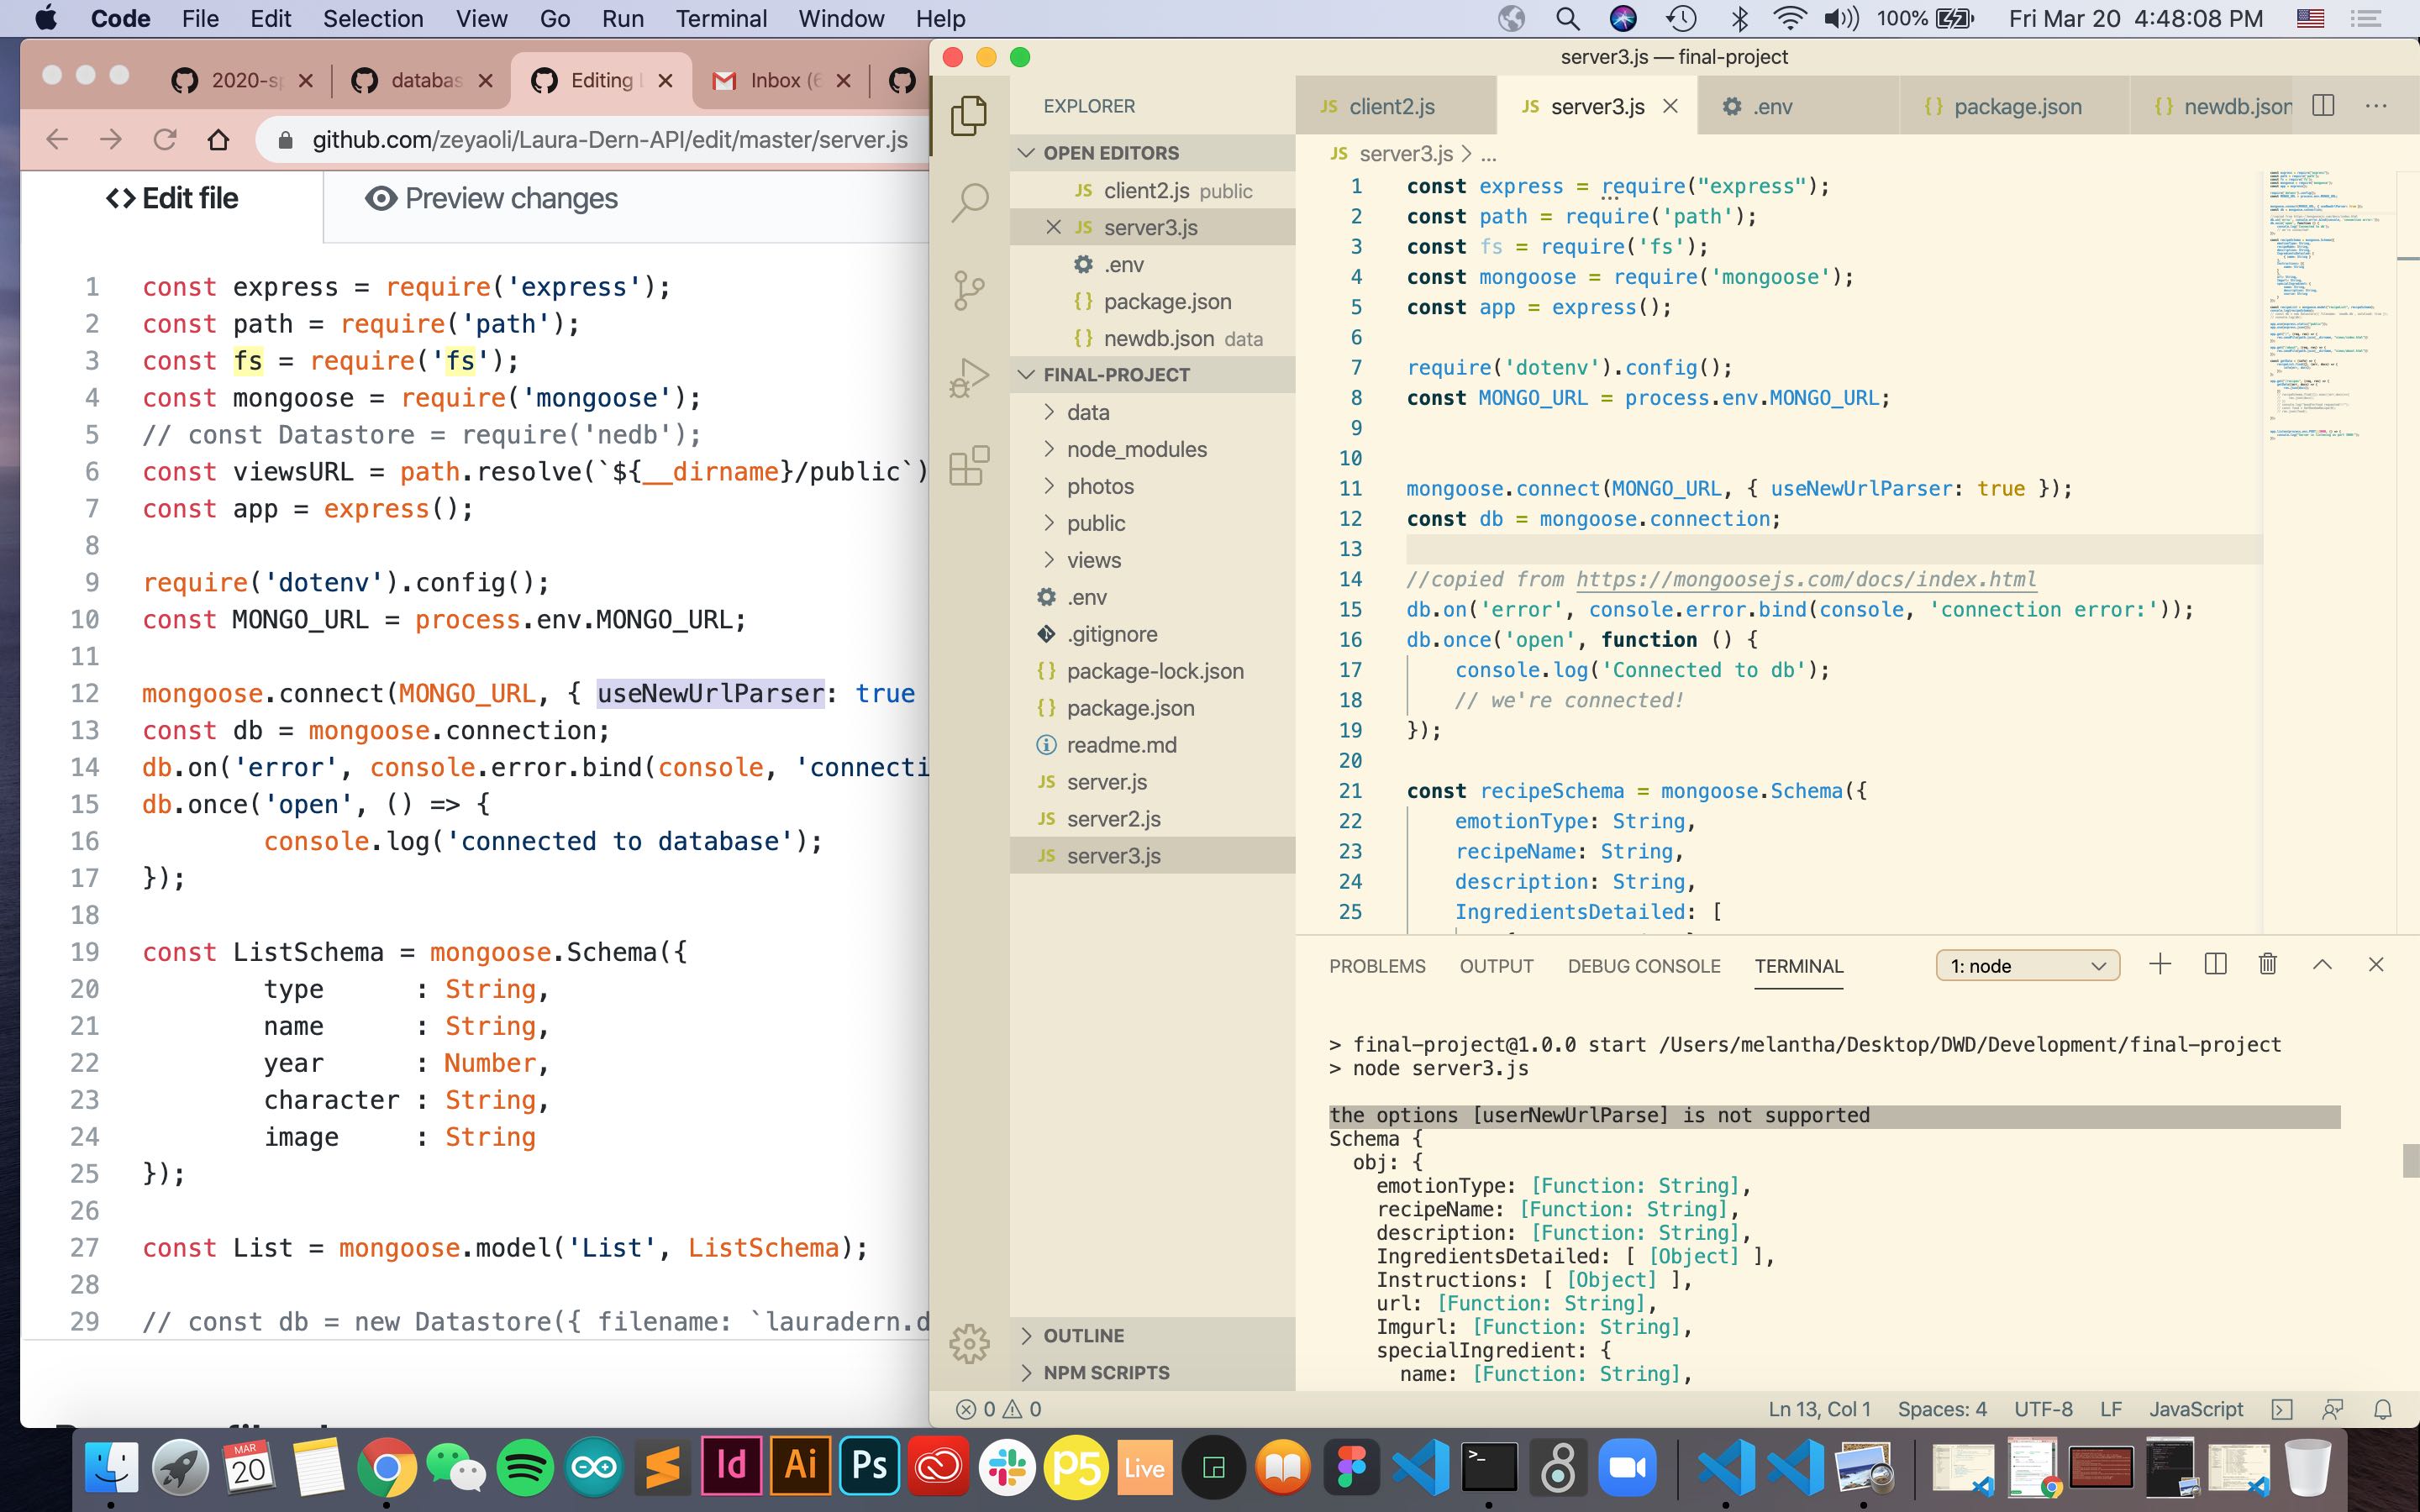 Code File Edit Selection View Go Run Terminal Window Help 100% Fri Mar 20 4:48:08 PM
2020-s databas Editing Inbox (6
github.com/zeyaoli/Laura-Dern-API/edit/master/server.js
<> Edit file Preview changes
1 const express = require('express');
2 const path = require('path');
3 const fs = require('fs');
4 const mongoose = require('mongoose');
5 // const Datastore = require('nedb');
6 const viewsURL = path.resolve(`${__dirname}/public`)
7 const app = express();
8
9 require('dotenv').config();
10 const MONGO_URL = process.env.MONGO_URL;
11
12 mongoose.connect(MONGO_URL, { useNewUrlParser: true
13 const db = mongoose.connection;
14 db.on('error', console.error.bind(console, 'connecti
15 db.once('open', () => {
16 console.log('connected to database');
17 });
18
19 const ListSchema = mongoose.Schema({
20 type : String,
21 name : String,
22 year : Number,
23 character : String,
24 image : String
25 });
26
27 const List = mongoose.model('List', ListSchema);
28
29 // const db = new Datastore({ filename: `lauradern.d
server3.js — final-project
EXPLORER
OPEN EDITORS
JS client2.js public
JS server3.js
.env
{} package.json
{} newdb.json data
FINAL-PROJECT
data
node_modules
photos
public
views
.env
.gitignore
{} package-lock.json
{} package.json
readme.md
JS server.js
JS server2.js
JS server3.js
OUTLINE
NPM SCRIPTS
JS client2.js JS server3.js .env {} package.json {} newdb.json ...
JS server3.js > ...
1 const express = require("express");
2 const path = require('path');
3 const fs = require('fs');
4 const mongoose = require('mongoose');
5 const app = express();
6
7 require('dotenv').config();
8 const MONGO_URL = process.env.MONGO_URL;
9
10
11 mongoose.connect(MONGO_URL, { useNewUrlParser: true });
12 const db = mongoose.connection;
13
14 //copied from https://mongoosejs.com/docs/index.html
15 db.on('error', console.error.bind(console, 'connection error:'));
16 db.once('open', function () {
17 console.log('Connected to db');
18 // we're connected!
19 });
20
21 const recipeSchema = mongoose.Schema({
22 emotionType: String,
23 recipeName: String,
24 description: String,
25 IngredientsDetailed: [
PROBLEMS OUTPUT DEBUG CONSOLE TERMINAL 1: node
> final-project@1.0.0 start /Users/melantha/Desktop/DWD/Development/final-project
> node server3.js
the options [userNewUrlParse] is not supported
Schema {
obj: {
emotionType: [Function: String],
recipeName: [Function: String],
description: [Function: String],
IngredientsDetailed: [ [Object] ],
Instructions: [ [Object] ],
url: [Function: String],
Imgurl: [Function: String],
specialIngredient: {
name: [Function: String],
0 0 Ln 13, Col 1 Spaces: 4 UTF-8 LF JavaScript
MAR
20 Id Ai Ps P5 Live